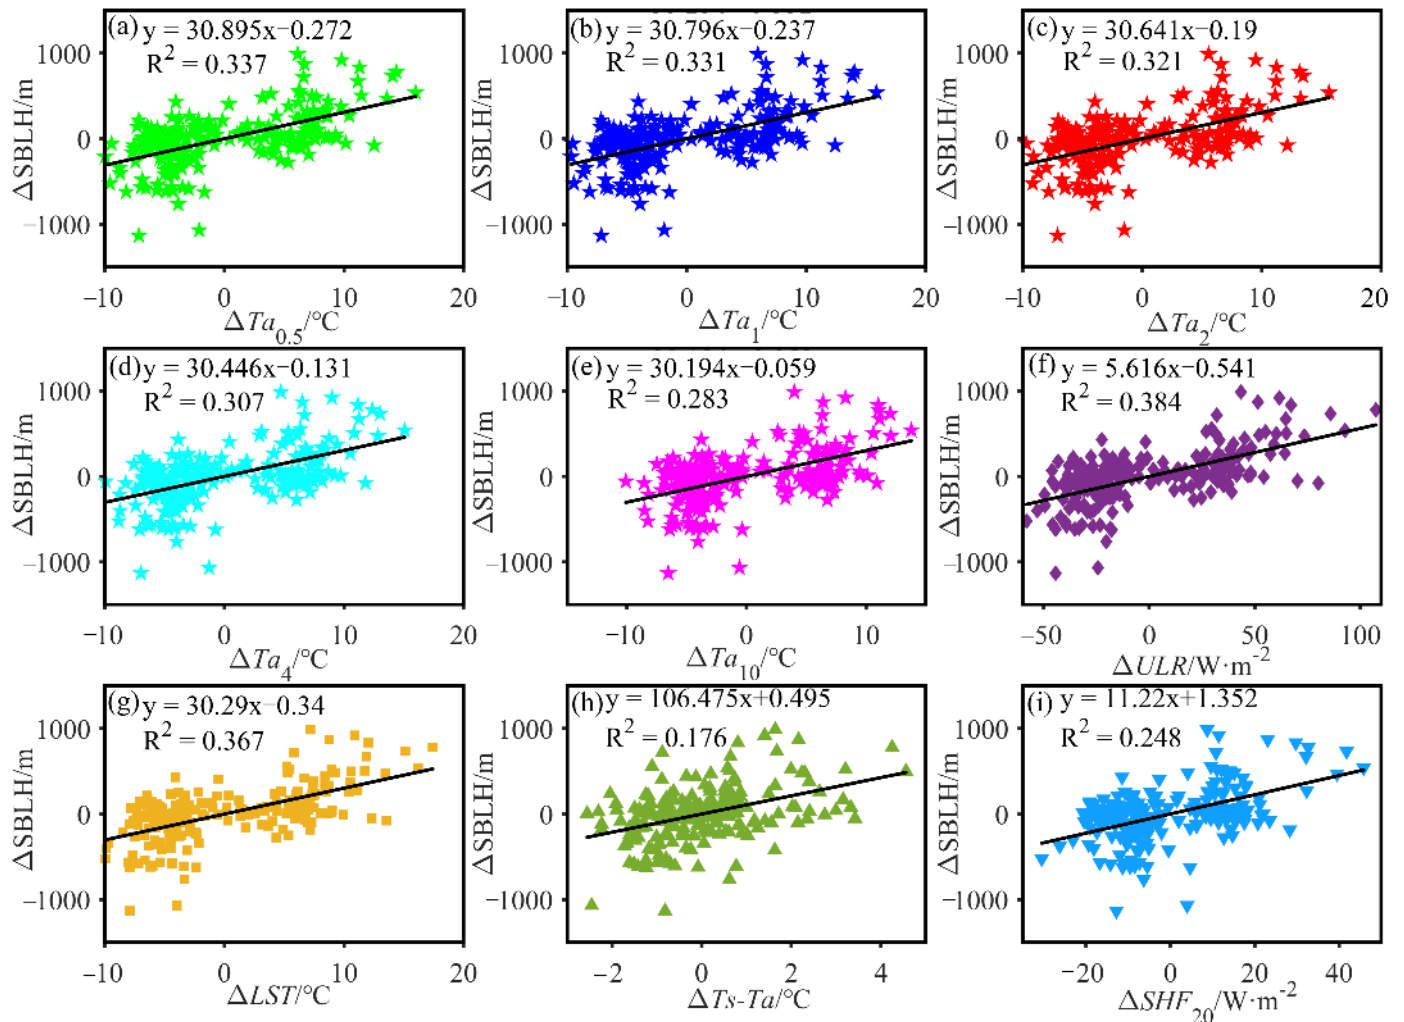 (a) y = 30.895x−0.272
R² = 0.337
ΔSBLH/m
1000
0
−1000
−10 0 10 20
ΔTa0.5/°C
(b) y = 30.796x−0.237
R² = 0.331
ΔSBLH/m
1000
0
−1000
−10 0 10 20
ΔTa1/°C
(c) y = 30.641x−0.19
R² = 0.321
ΔSBLH/m
1000
0
−1000
−10 0 10 20
ΔTa2/°C
(d) y = 30.446x−0.131
R² = 0.307
ΔSBLH/m
1000
0
−1000
−10 0 10 20
ΔTa4/°C
(e) y = 30.194x−0.059
R² = 0.283
ΔSBLH/m
1000
0
−1000
−10 0 10
ΔTa10/°C
(f) y = 5.616x−0.541
R² = 0.384
ΔSBLH/m
1000
0
−1000
−50 0 50 100
ΔULR/W·m⁻²
(g) y = 30.29x−0.34
R² = 0.367
ΔSBLH/m
1000
0
−1000
−10 0 10 20
ΔLST/°C
(h) y = 106.475x+0.495
R² = 0.176
ΔSBLH/m
1000
0
−1000
−2 0 2 4
ΔTs-Ta/°C
(i) y = 11.22x+1.352
R² = 0.248
ΔSBLH/m
1000
0
−1000
−20 0 20 40
ΔSHF20/W·m⁻²